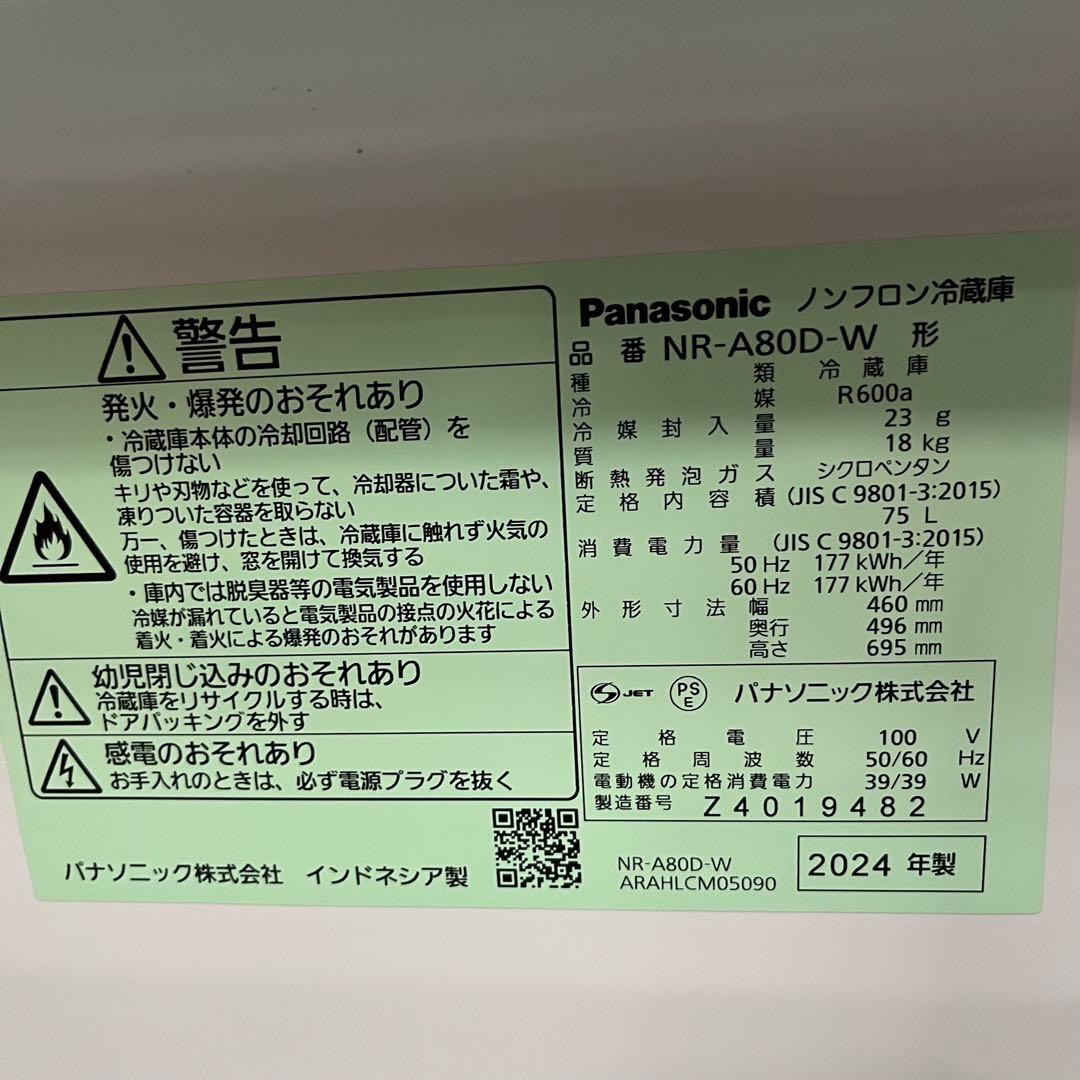 警告
発火・爆発のおそれあり
・冷蔵庫本体の冷却回路（配管）を
傷つけない
キリや刃物などを使って、冷却器についた霜や、
凍りついた容器を取らない
万一、傷つけたときは、冷蔵庫に触れず火気の
使用を避け、窓を開けて換気する
・庫内では脱臭器等の電気製品を使用しない
冷媒が漏れていると電気製品の接点の火花による
着火・着火による爆発のおそれがあります
幼児閉じ込みのおそれあり
冷蔵庫をリサイクルする時は、
ドアパッキングを外す
感電のおそれあり
お手入れのときは、必ず電源プラグを抜く
パナソニック株式会社 インドネシア製
Panasonic ノンフロン冷蔵庫
品番 NR-A80D-W 形
種類 冷蔵庫
冷媒 R600a
冷媒封入量 23 g
質量 18 kg
断熱発泡ガス シクロペンタン
定格内容積 (JIS C 9801-3:2015)
75 L
消費電力量 (JIS C 9801-3:2015)
50 Hz 177 kWh/年
60 Hz 177 kWh/年
外形寸法 幅 460 mm
奥行 496 mm
高さ 695 mm
JET PSE パナソニック株式会社
定格電圧 100 V
定格周波数 50/60 Hz
電動機の定格消費電力 39/39 W
製造番号 Z4019482
NR-A80D-W
ARAHLCM05090
2024 年製